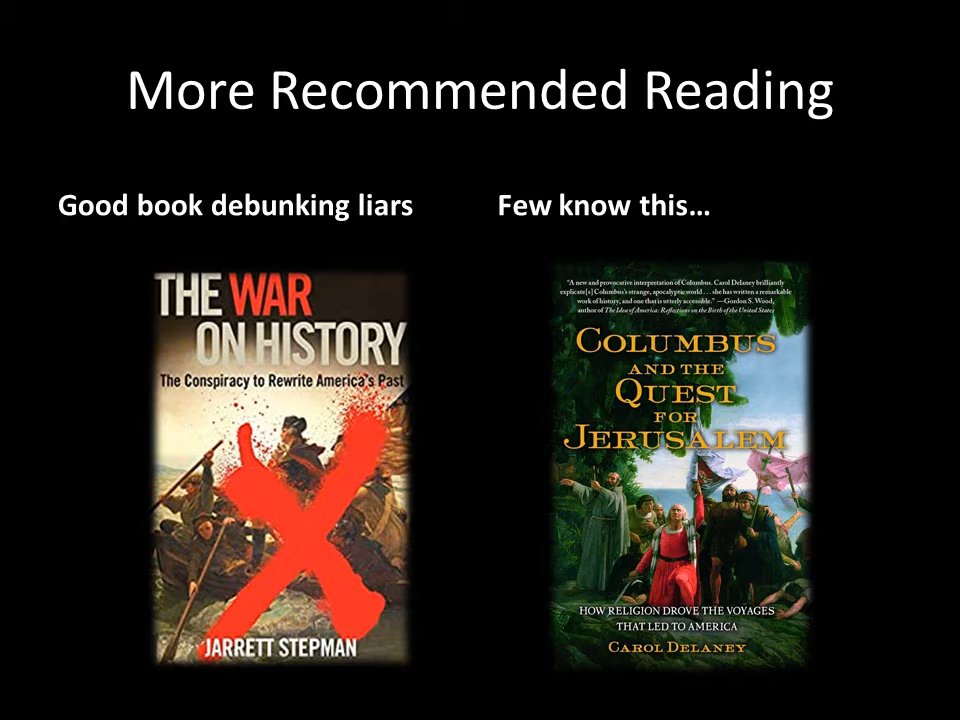 More Recommended Reading
Good book debunking liars
THE WAR
ON HISTORY
The Conspiracy to Rewrite America's Past
JARRETT STEPMAN
Few know this…
“A new and provocative interpretation of Columbus. Carol Delaney brilliantly
explicate[s] Columbus's strange, apocalyptic world . . . she has written a remarkable
work of history, and one that is utterly accessible.” —Gordon S. Wood,
author of The Idea of America: Reflections on the Birth of the United States
COLUMBUS
AND THE
QUEST
FOR
JERUSALEM
HOW RELIGION DROVE THE VOYAGES
THAT LED TO AMERICA
CAROL DELANEY